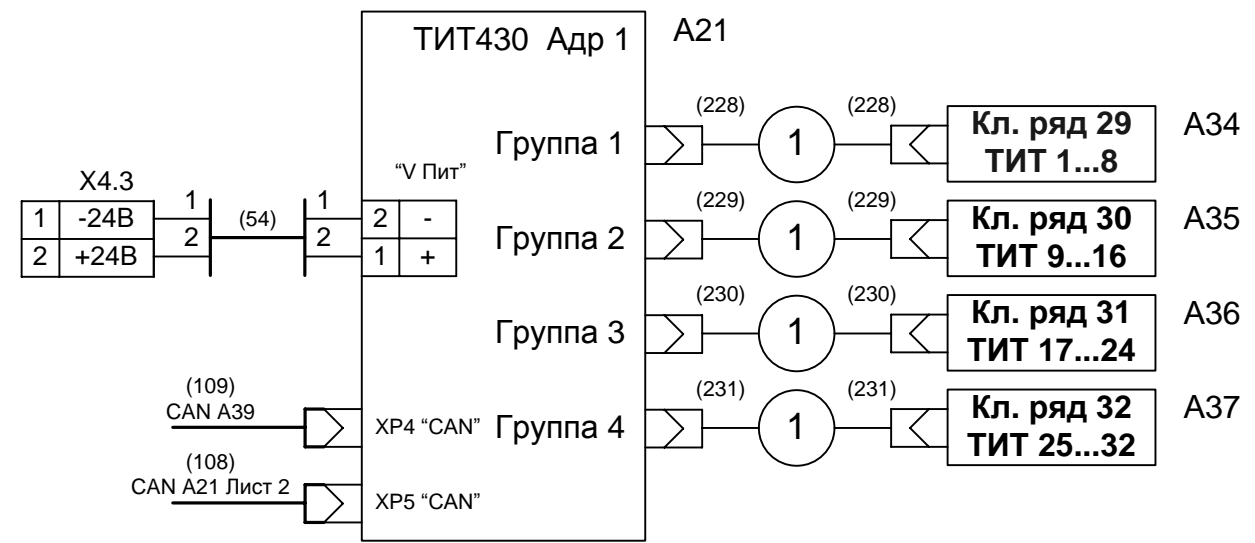 ТИТ430 Адр 1
A21
Группа 1
(228)
1
(228)
Кл. ряд 29
ТИТ 1...8
A34
X4.3
1 -24В
2 +24В
1
2
(54)
1
2
“V Пит”
2 -
1 +
Группа 2
(229)
1
(229)
Кл. ряд 30
ТИТ 9...16
A35
Группа 3
(230)
1
(230)
Кл. ряд 31
ТИТ 17...24
A36
(109)
CAN A39
XP4 “CAN”
Группа 4
(231)
1
(231)
Кл. ряд 32
ТИТ 25...32
A37
(108)
CAN A21 Лист 2
XP5 “CAN”